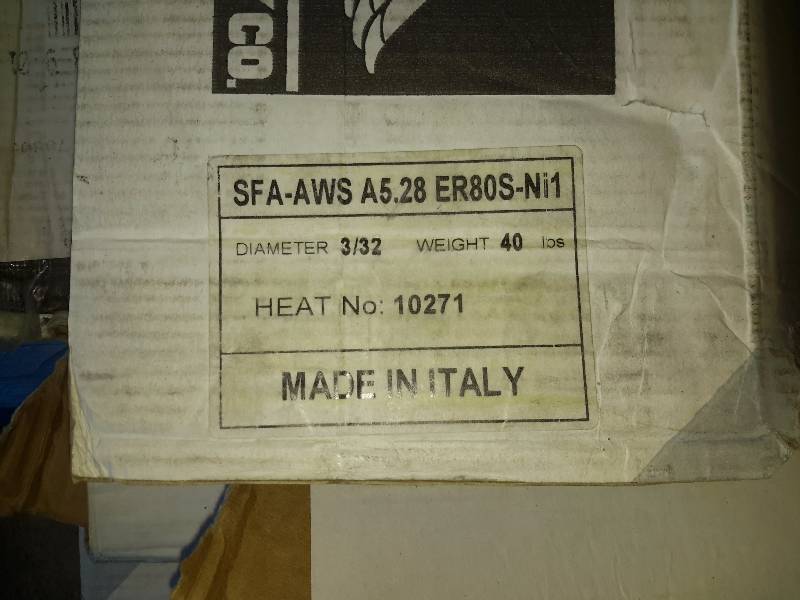 CO.
SFA-AWS A5.28 ER80S-Ni1
DIAMETER 3/32 WEIGHT 40 lbs
HEAT No: 10271
MADE IN ITALY